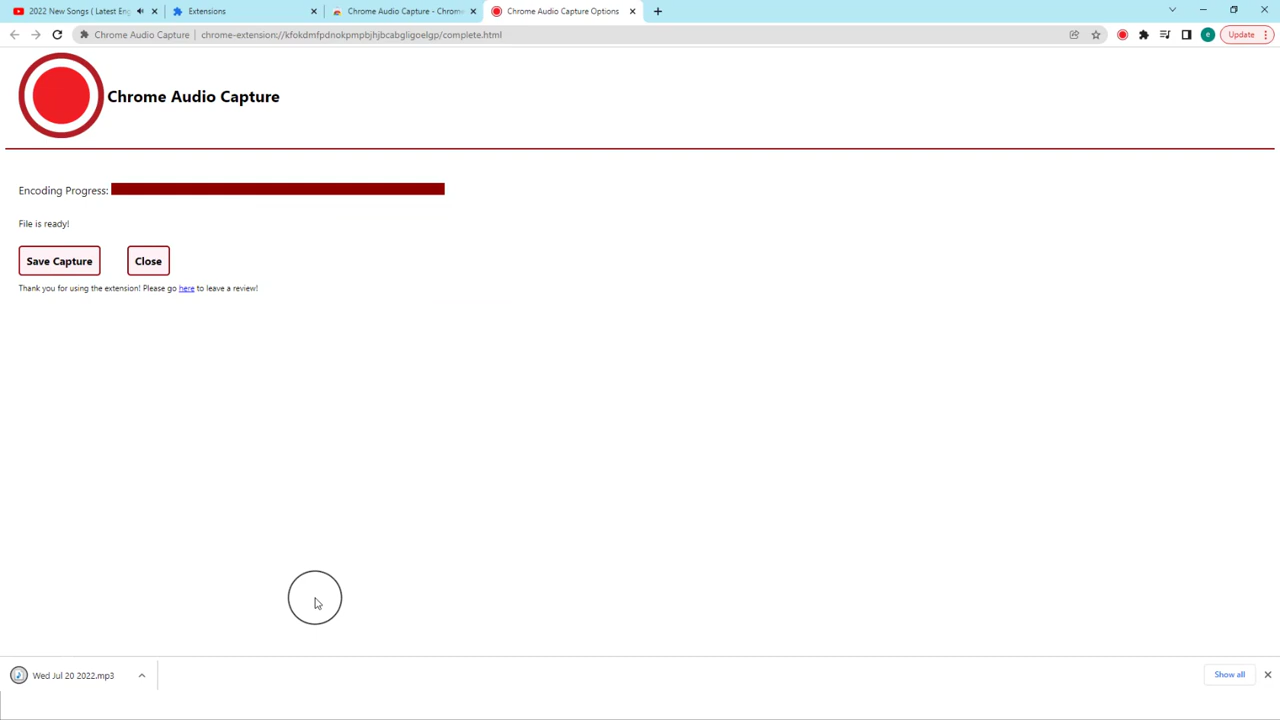 2022 New Songs ( Latest Eng
Extensions
Chrome Audio Capture - Chrome
Chrome Audio Capture Options
Chrome Audio Capture
chrome-extension://kfokdmfpdnokpmpbjhjbcabgligoelgp/complete.html
e
Update
Chrome Audio Capture
Encoding Progress:
File is ready!
Save Capture
Close
Thank you for using the extension! Please go here to leave a review!
Wed Jul 20 2022.mp3
Show all